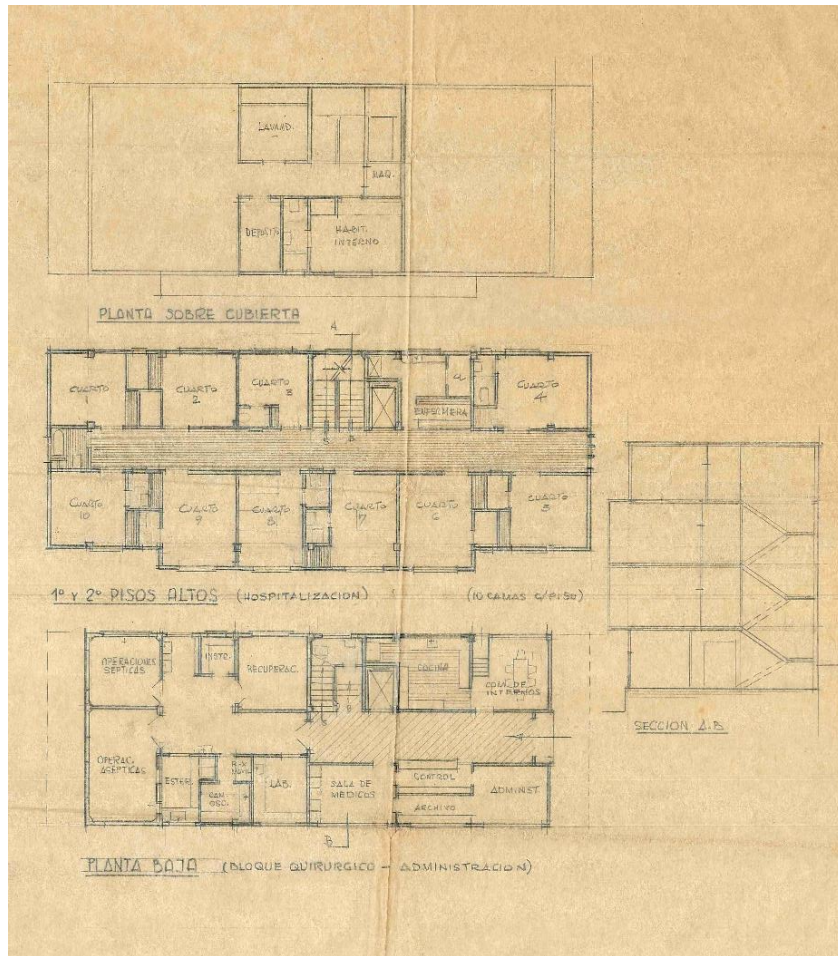 LAVAND.
MAQ.
DEPOSITO
HABIT.
INTERNO
PLANTA SOBRE CUBIERTA
A
CUARTO
1
CUARTO
2
CUARTO
3
CUARTO
4
ENFERMERA
S
B
CUARTO
10
CUARTO
9
CUARTO
8
CUARTO
7
CUARTO
6
CUARTO
5
1º Y 2º PISOS ALTOS (HOSPITALIZACION) (10 CAMAS C/PISO)
OPERACIONES
SÉPTICAS
INSTR.
RECUPERAC.
COCINA
COM. DE
INTERNOS
SECCION A.B
OPERAC.
ASÉPTICAS
ESTER.
LAB.
SALA DE
MEDICOS
CONTROL
ARCHIVO
ADMINIST.
B
PLANTA BAJA (BLOQUE QUIRURGICO - ADMINISTRACION)